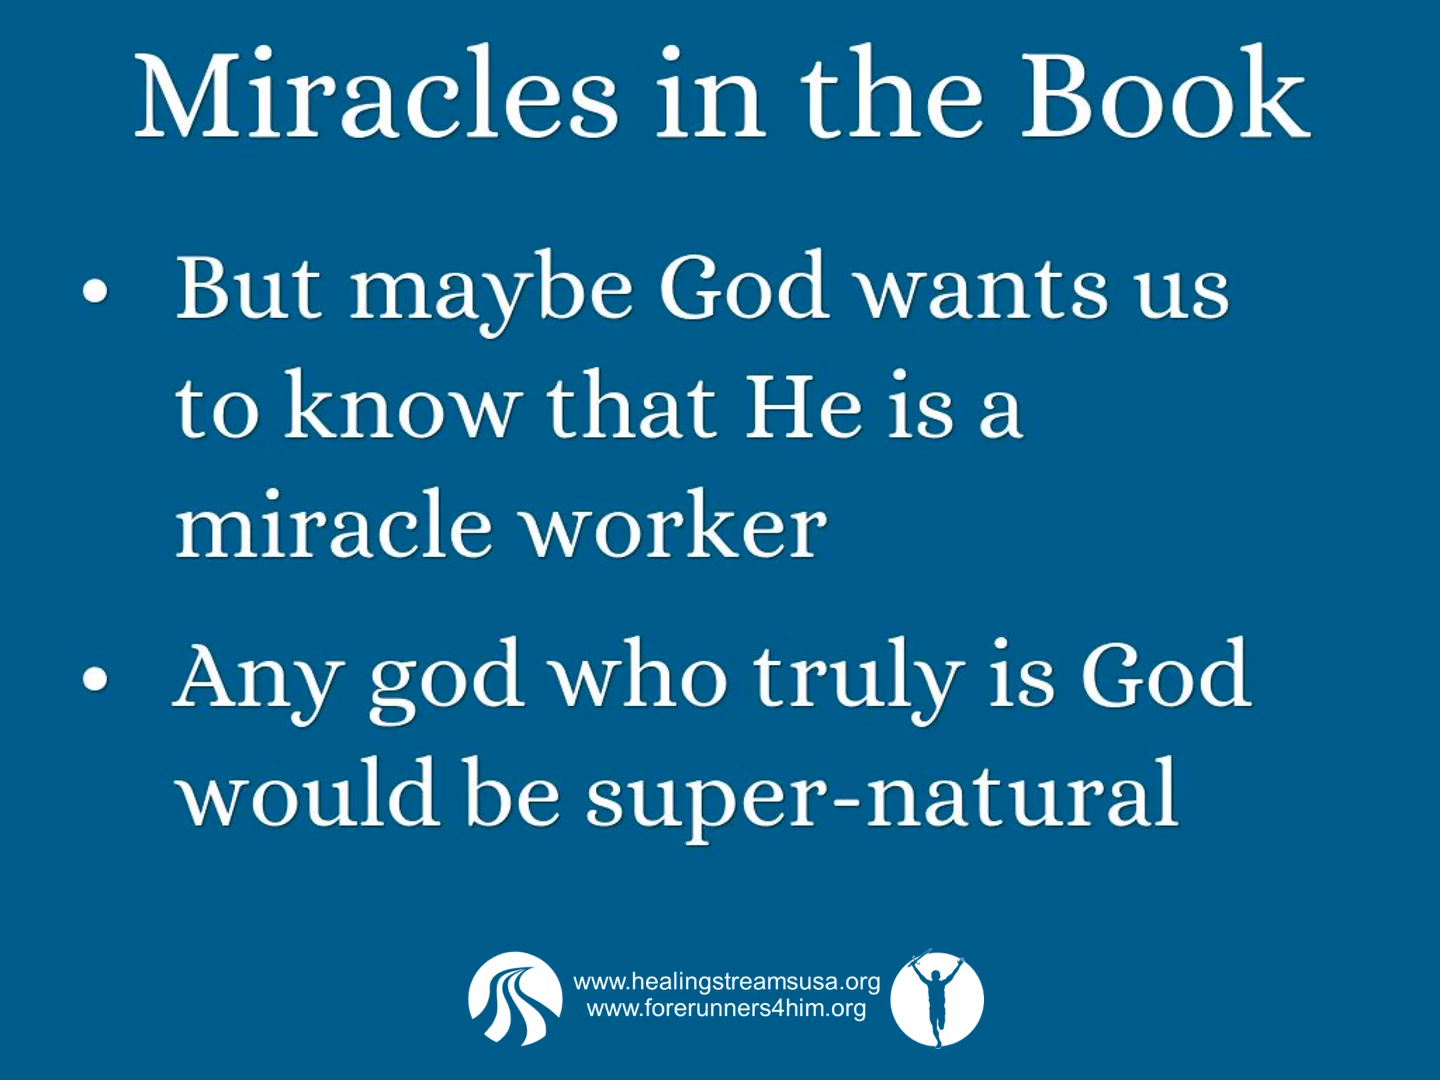 Miracles in the Book
• But maybe God wants us
to know that He is a
miracle worker
• Any god who truly is God
would be super-natural
www.healingstreamsusa.org
www.forerunners4him.org